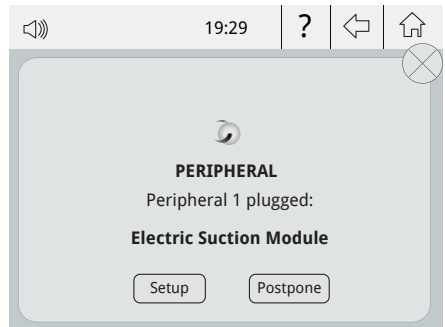 19:29 ?
PERIPHERAL
Peripheral 1 plugged:
Electric Suction Module
Setup Postpone